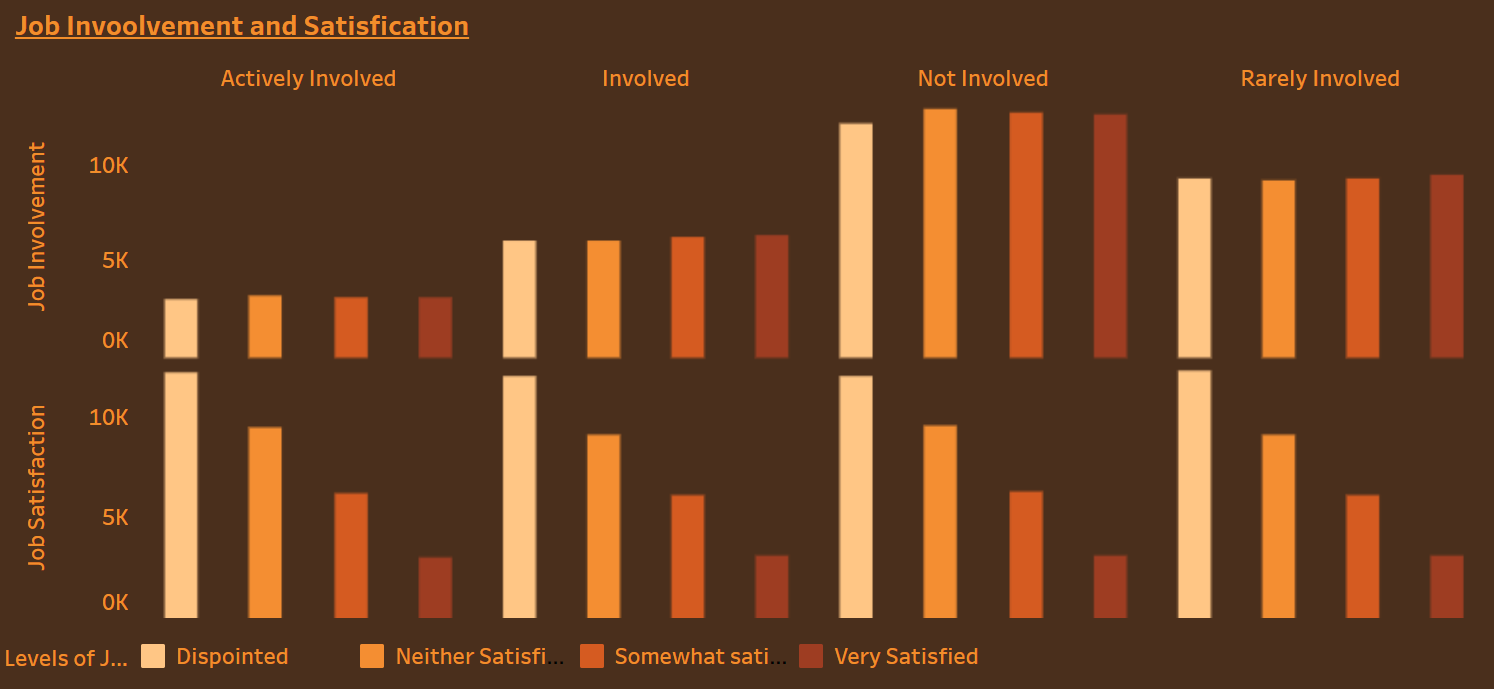 Job Invoolvement and Satisfication
Actively Involved Involved Not Involved Rarely Involved
Job Involvement
10K
5K
0K
Job Satisfaction
10K
5K
0K
Levels of J... Dispointed Neither Satisfi... Somewhat sati... Very Satisfied